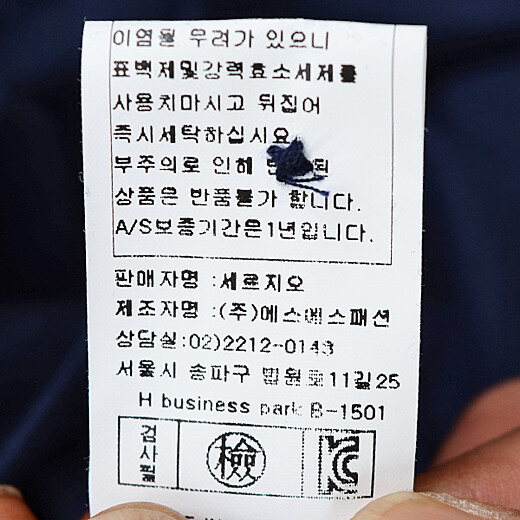 이염될 우려가 있으니
표백제및강력효소세제를
사용치마시고 뒤집어
즉시세탁하십시요
부주의로 인해
상품은 반품불가 합니다.
A/S보증기간은1년입니다.
판매자명 :세르지오
제조자명 :(주)에스에스패션
상담실:02)2212-0143
서울시 송파구 법원로11길25
H business park B-1501
검사필
檢